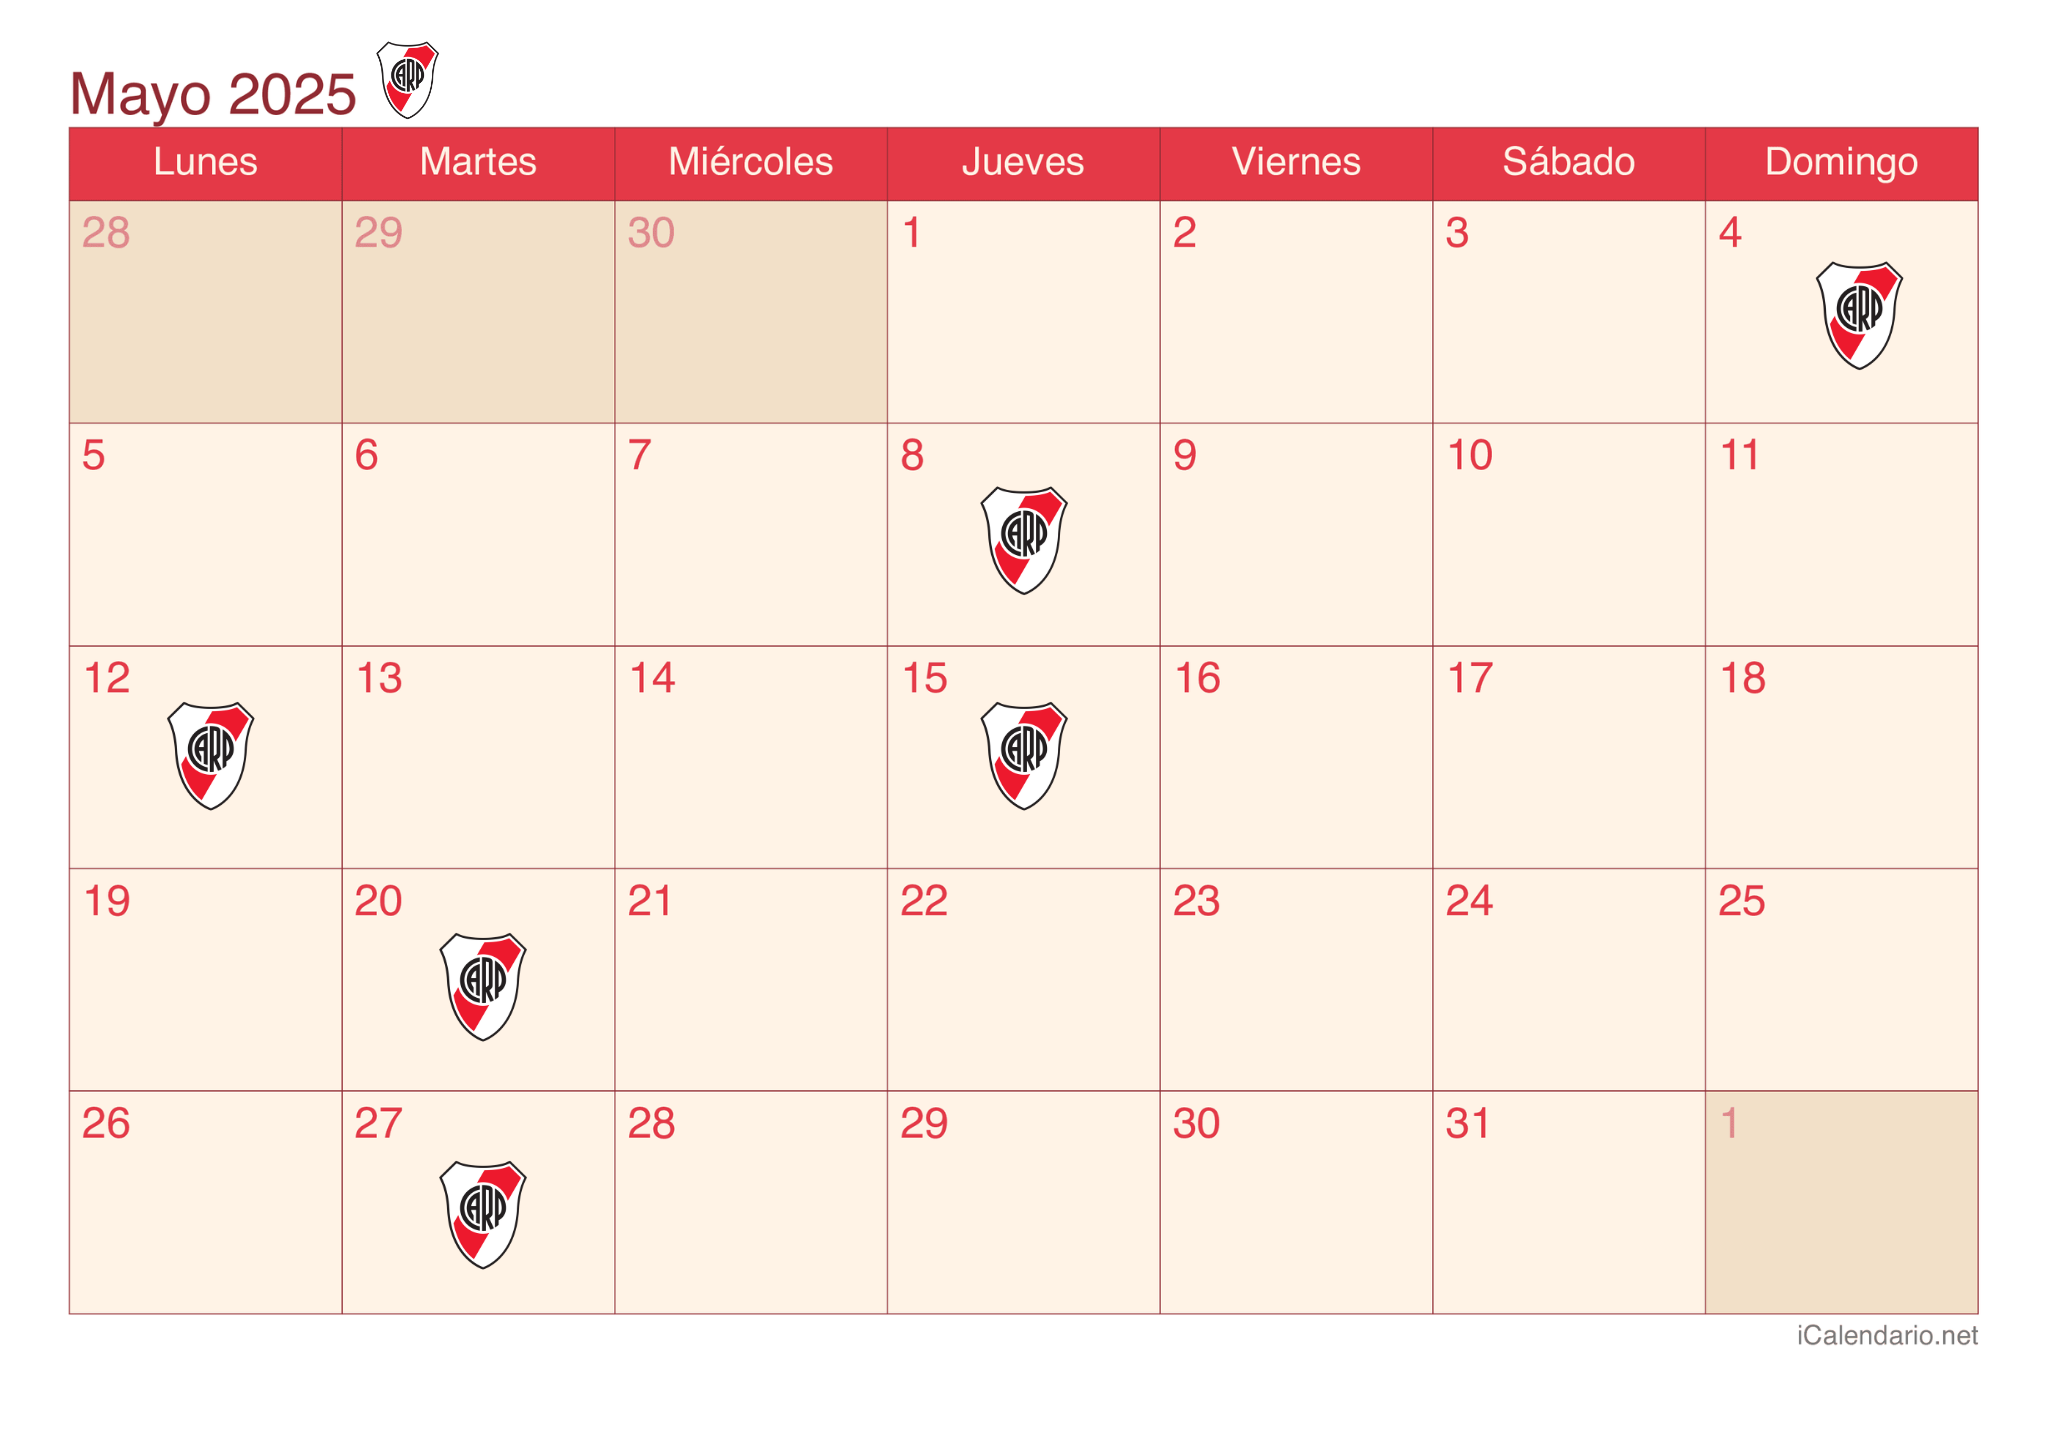 Mayo 2025 CARP
Lunes Martes Miércoles Jueves Viernes Sábado Domingo
28 29 30 1 2 3 4
CARP
5 6 7 8 9 10 11
CARP
12 13 14 15 16 17 18
CARP CARP
19 20 21 22 23 24 25
CARP
26 27 28 29 30 31 1
CARP
iCalendario.net